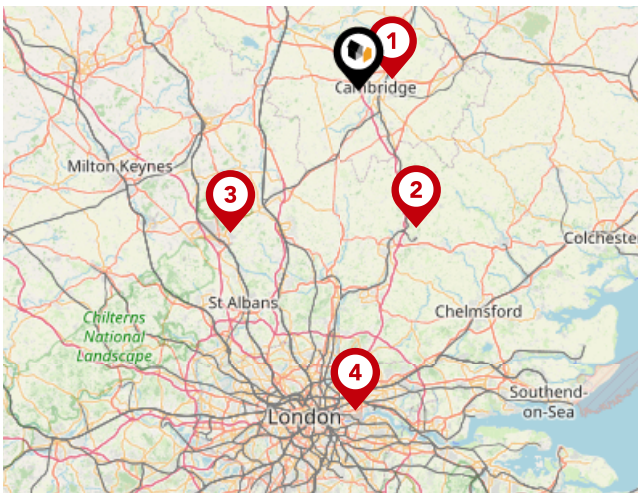 1
Cambridge
Milton Keynes
3
2
Colchester
St Albans
Chelmsford
Chilterns
National
Landscape
4
Southend-
on-Sea
London